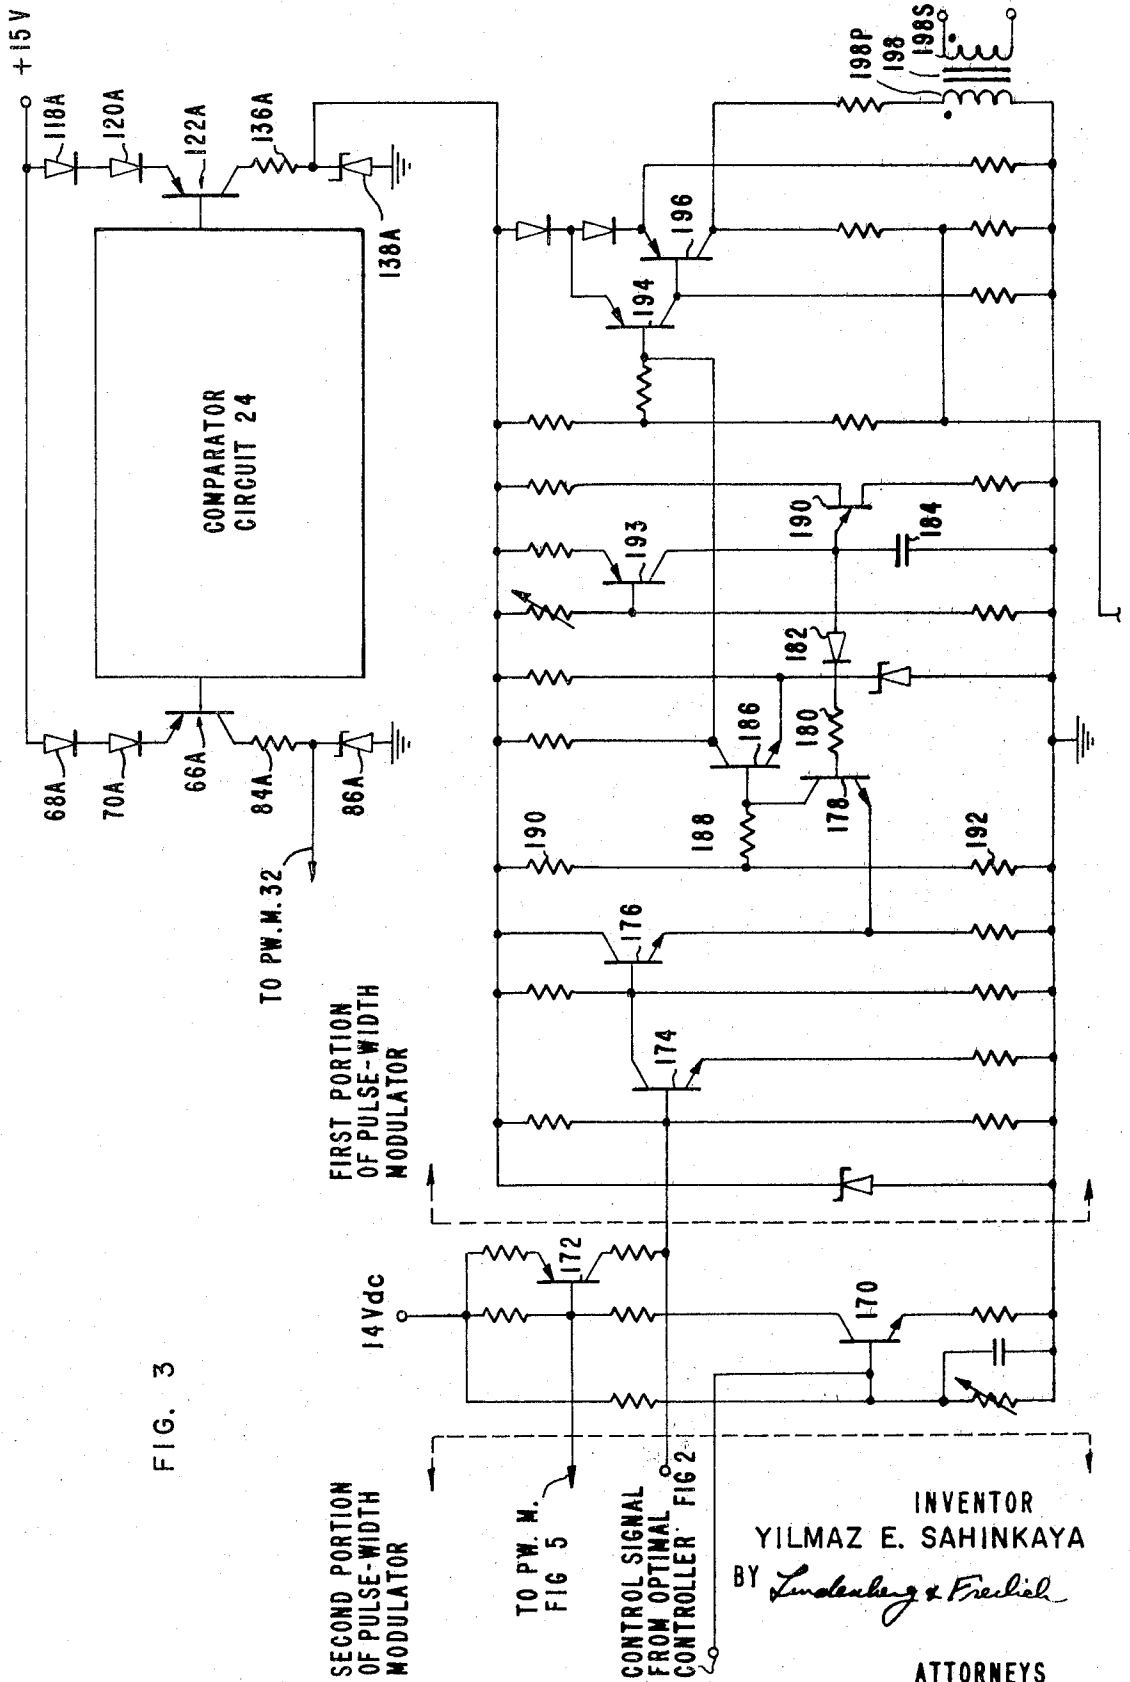 FIG. 3
+15V
118A
120A
122A
136A
138A
COMPARATOR
CIRCUIT 24
68A
70A
66A
84A
86A
TO PW.M.32
FIRST PORTION
OF PULSE-WIDTH
MODULATOR
SECOND PORTION
OF PULSE-WIDTH
MODULATOR
14Vdc
TO PW. M.
FIG 5
CONTROL SIGNAL
FROM OPTIMAL
CONTROLLER FIG 2
170
172
174
176
178
180
182
184
186
188
190
192
190
193
194
196
198P
198
198S
INVENTOR
YILMAZ E. SAHINKAYA
BY Lindenberg & Freilich
ATTORNEYS